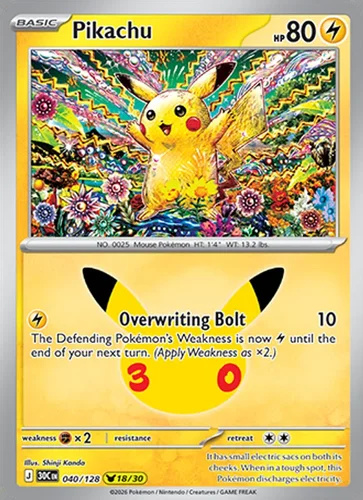 BASIC
Pikachu
HP 80
NO. 0025 Mouse Pokémon HT: 1'4" WT: 13.2 lbs.
Overwriting Bolt 10
The Defending Pokémon's Weakness is now until the
end of your next turn. (Apply Weakness as ×2.)
3 0
weakness ×2 resistance retreat
Illus. Shinji Kanda
J 30C EN 040/128 18/30
It has small electric sacs on both its
cheeks. When in a tough spot, this
Pokémon discharges electricity.
©2026 Pokémon / Nintendo / Creatures / GAME FREAK